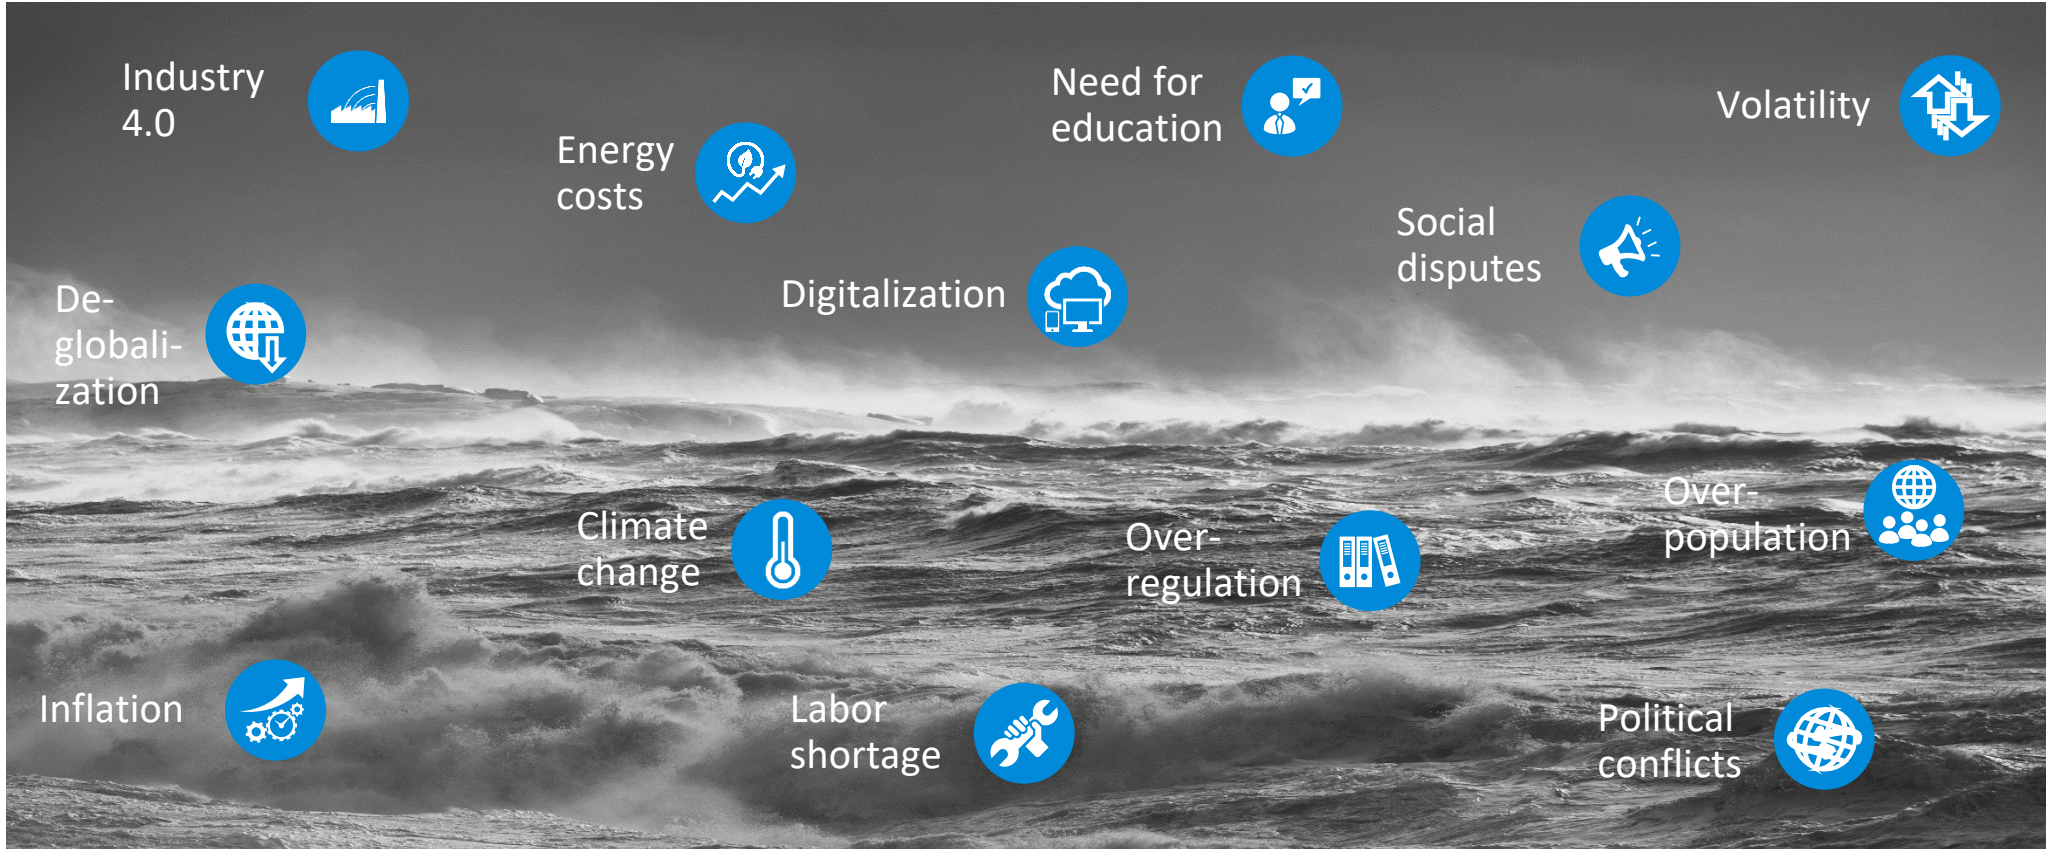 Industry
4.0
Energy
costs
Need for
education
Volatility
Social
disputes
Digitalization
De-
globali-
zation
Climate
change
Over-
regulation
Over-
population
Inflation
Labor
shortage
Political
conflicts